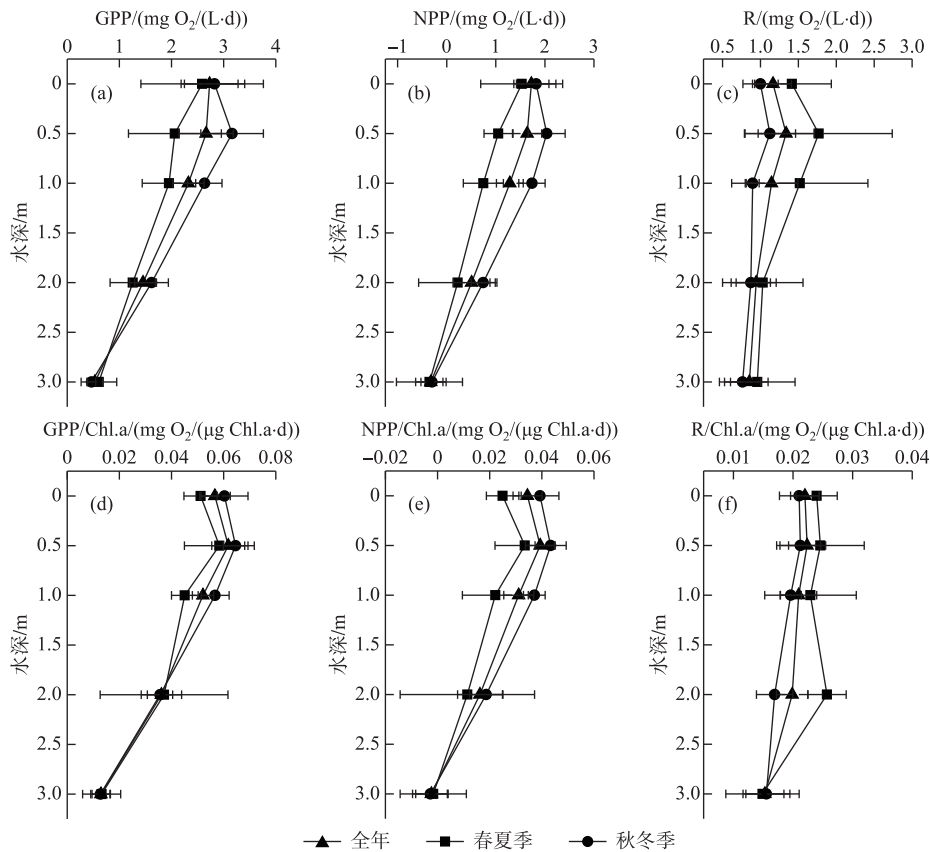 GPP/(mg O₂/(L·d))
0 1 2 3 4
0
0.5
1.0
1.5
2.0
2.5
3.0
水深/m
(a)
NPP/(mg O₂/(L·d))
−1 0 1 2 3
0
0.5
1.0
1.5
2.0
2.5
3.0
水深/m
(b)
R/(mg O₂/(L·d))
0.5 1.0 1.5 2.0 2.5 3.0
0
0.5
1.0
1.5
2.0
2.5
3.0
水深/m
(c)
GPP/Chl.a/(mg O₂/(μg Chl.a·d))
0 0.02 0.04 0.06 0.08
0
0.5
1.0
1.5
2.0
2.5
3.0
水深/m
(d)
NPP/Chl.a/(mg O₂/(μg Chl.a·d))
−0.02 0 0.02 0.04 0.06
0
0.5
1.0
1.5
2.0
2.5
3.0
水深/m
(e)
R/Chl.a/(mg O₂/(μg Chl.a·d))
0.01 0.02 0.03 0.04
0
0.5
1.0
1.5
2.0
2.5
3.0
水深/m
(f)
全年 春夏季 秋冬季